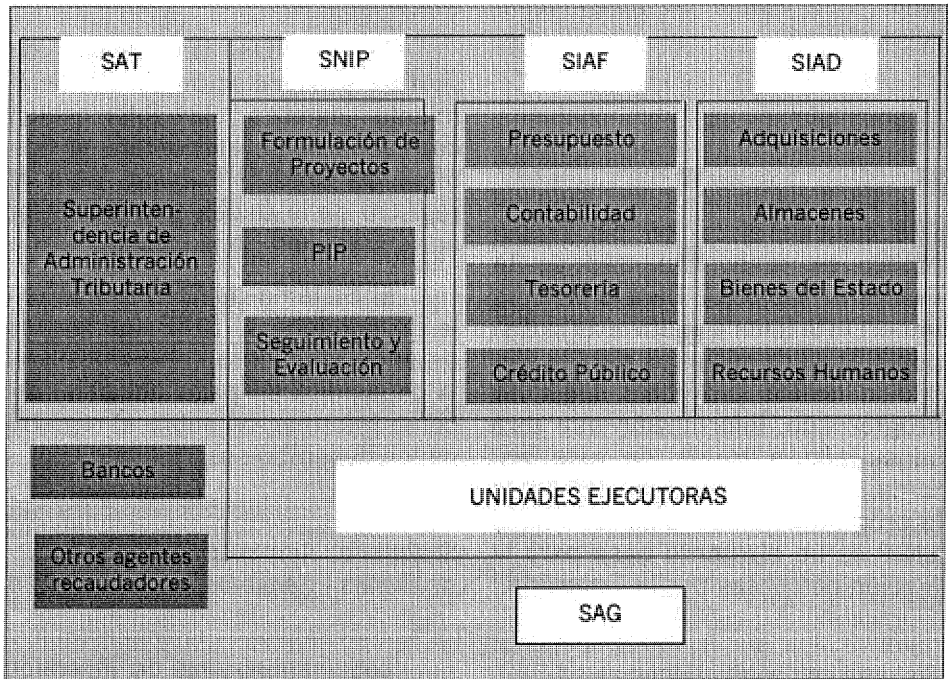 SAT
SNIP
SIAF
SIAD
Superinten-
dencia de
Administración
Tributaria
Formulación de
Proyectos
PIP
Seguimiento y
Evaluación
Presupuesto
Contabilidad
Tesorería
Crédito Público
Adquisiciones
Almacenes
Bienes del Estado
Recursos Humanos
Bancos
Otros agentes
recaudadores
UNIDADES EJECUTORAS
SAG